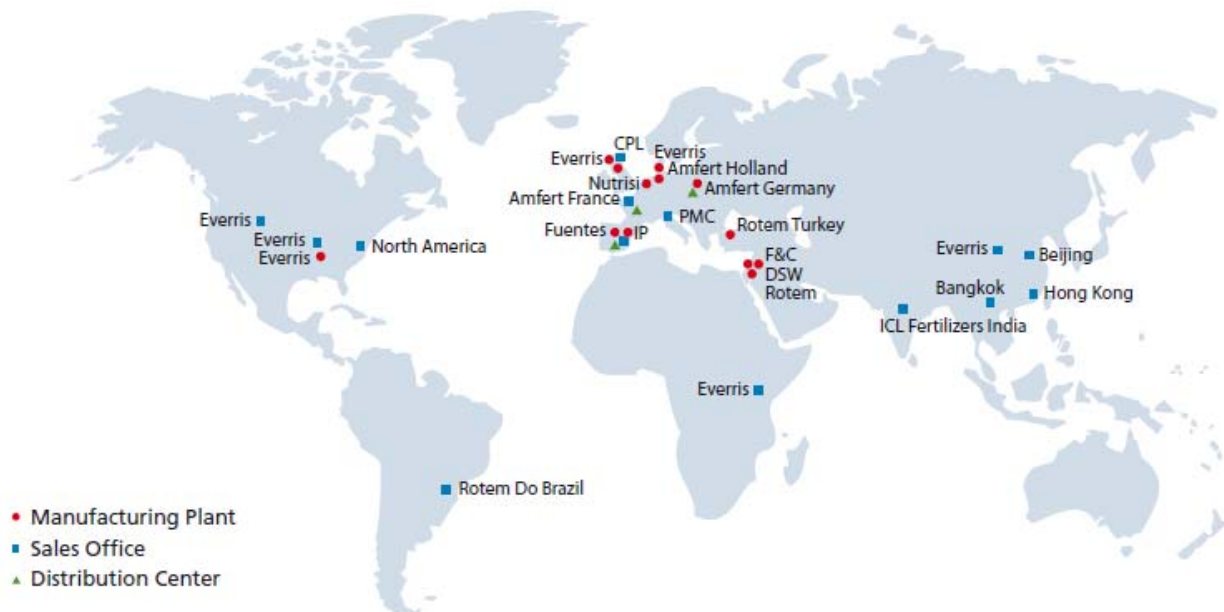 CPL
Everris
Everris
Amfert Holland
Nutrisi
Amfert Germany
Amfert France
PMC
Everris
Fuentes
IP
Rotem Turkey
Everris
North America
Everris
F&C
DSW
Rotem
Everris
Beijing
Bangkok
Hong Kong
ICL Fertilizers India
Everris
Rotem Do Brazil
Manufacturing Plant
Sales Office
Distribution Center